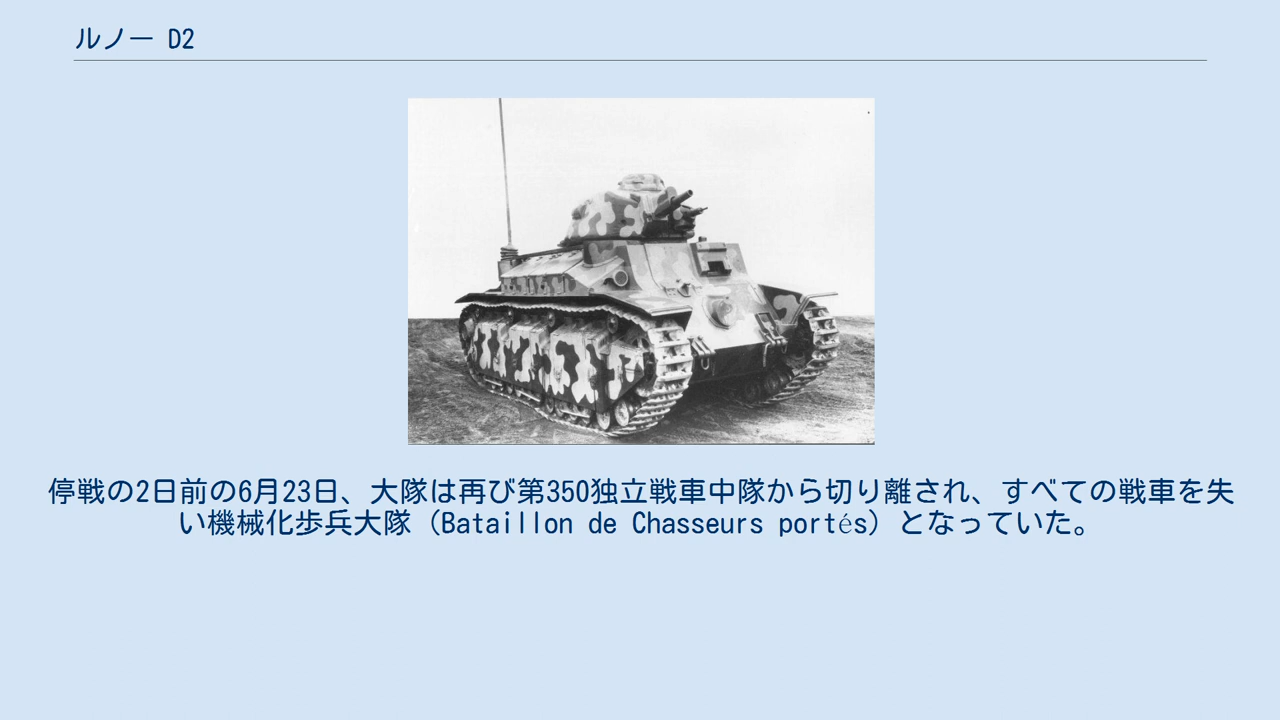 ルノー D2
停戦の2日前の6月23日、大隊は再び第350独立戦車中隊から切り離され、すべての戦車を失
い機械化歩兵大隊（Bataillon de Chasseurs portés）となっていた。